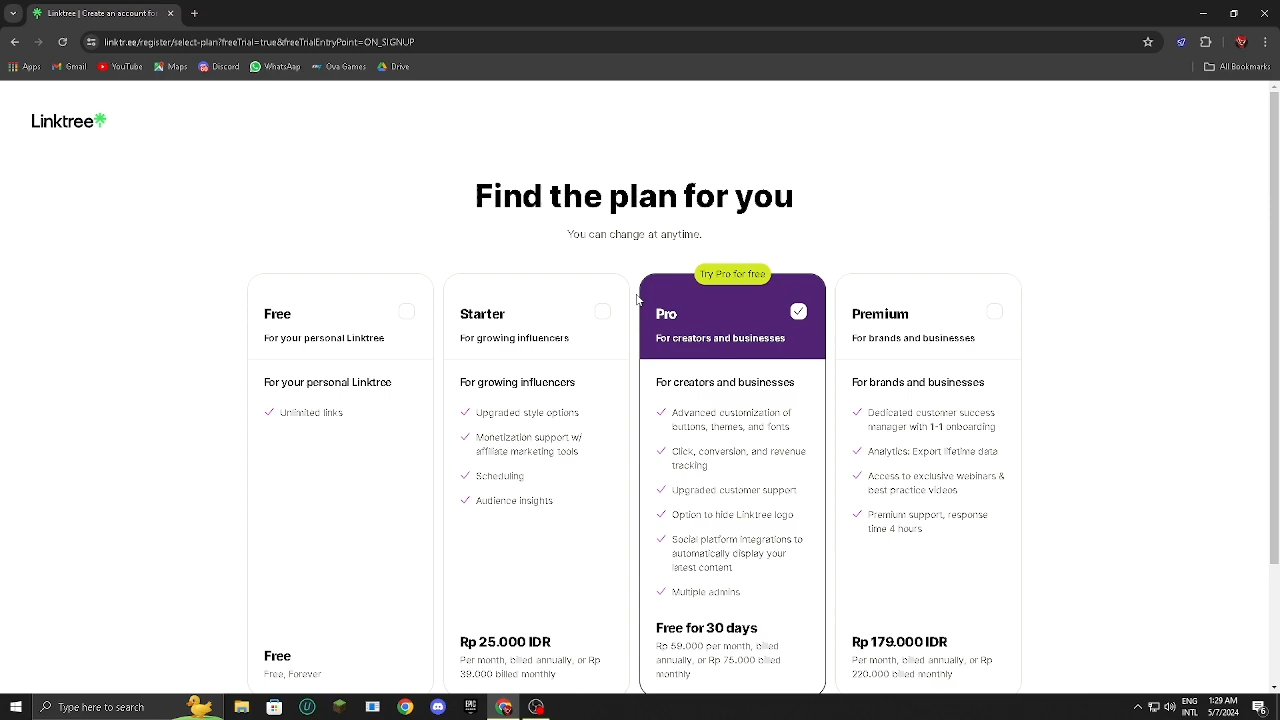 Linktree | Create an account for
linktr.ee/register/select-plan?freeTrial=true&freeTrialEntryPoint=ON_SIGNUP
Apps Gmail YouTube Maps Discord WhatsApp Ova Games Drive All Bookmarks
Linktree
Find the plan for you
You can change at anytime.
Free
For your personal Linktree
For your personal Linktree
Unlimited links
Free
Free, Forever
Starter
For growing influencers
For growing influencers
Upgraded style options
Monetization support w/
affiliate marketing tools
Scheduling
Audience insights
Rp 25.000 IDR
Per month, billed annually, or Rp
39.000 billed monthly
Try Pro for free
Pro
For creators and businesses
For creators and businesses
Advanced customization of
buttons, themes, and fonts
Click, conversion, and revenue
tracking
Upgraded customer support
Option to hide Linktree logo
Social platform integrations to
automatically display your
latest content
Multiple admins
Free for 30 days
Rp 59.000 per month, billed
annually, or Rp 75.000 billed
monthly
Premium
For brands and businesses
For brands and businesses
Dedicated customer success
manager with 1-1 onboarding
Analytics: Export lifetime data
Access to exclusive webinars &
best practice videos
Premium support, response
time 4 hours
Rp 179.000 IDR
Per month, billed annually, or Rp
220.000 billed monthly
Type here to search
EPIC
ENG
INTL
1:29 AM
5/7/2024
6